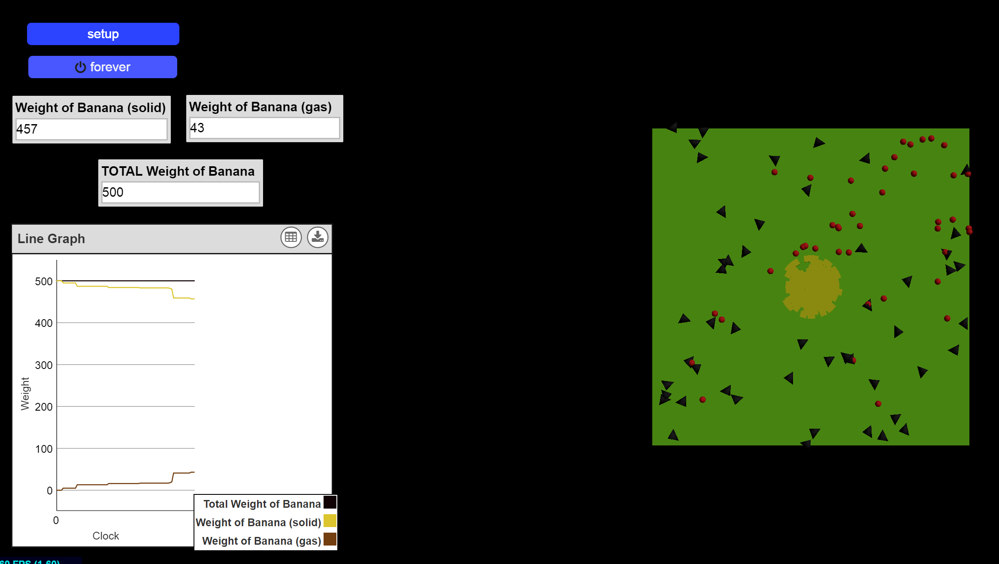 setup
forever
Weight of Banana (solid)
457
Weight of Banana (gas)
43
TOTAL Weight of Banana
500
Line Graph
500
400
300
200
100
0
Weight
0
Clock
Total Weight of Banana
Weight of Banana (solid)
Weight of Banana (gas)
60 FPS (1-60)